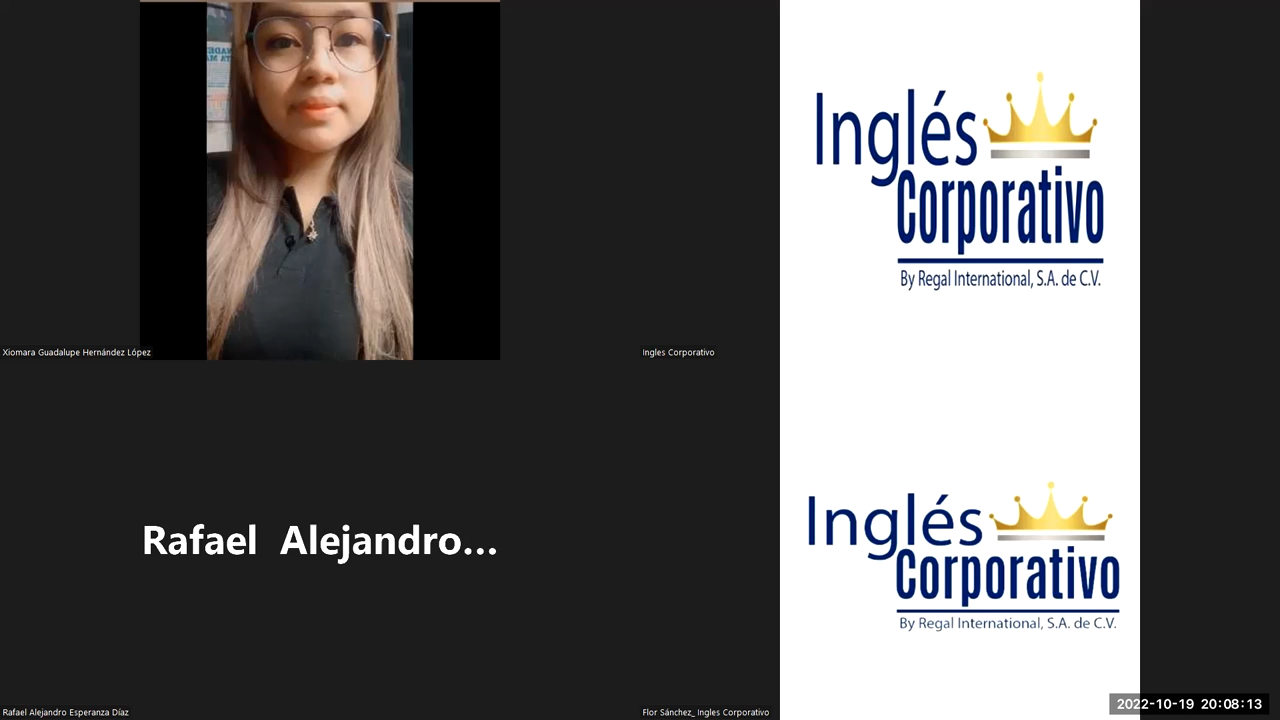 Inglés
Corporativo
By Regal International, S.A. de C.V.
Xiomara Guadalupe Hernández López
Ingles Corporativo
Rafael Alejandro...
Inglés
Corporativo
By Regal International, S.A. de C.V.
Rafael Alejandro Esperanza Díaz
Flor Sánchez_ Ingles Corporativo
2022-10-19 20:08:13